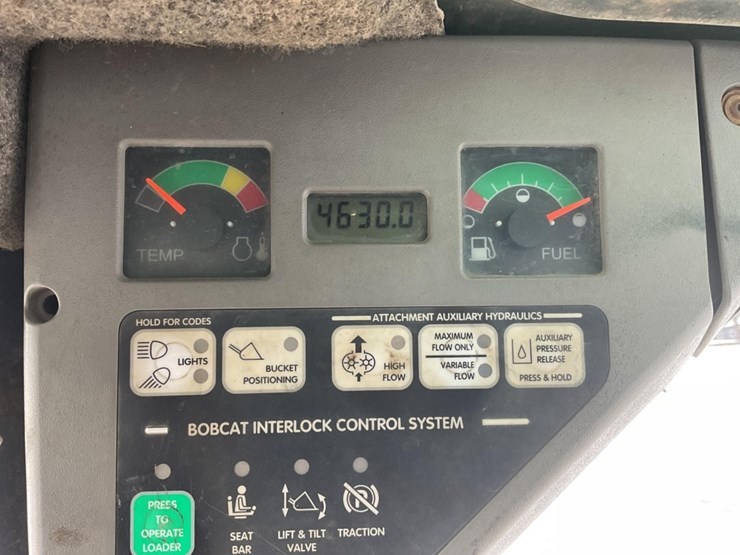 TEMP
4630.0
FUEL
HOLD FOR CODES
ATTACHMENT AUXILIARY HYDRAULICS
LIGHTS
BUCKET
POSITIONING
HIGH
FLOW
MAXIMUM
FLOW ONLY
VARIABLE
FLOW
AUXILIARY
PRESSURE
RELEASE
PRESS & HOLD
BOBCAT INTERLOCK CONTROL SYSTEM
PRESS
TO
OPERATE
LOADER
SEAT
BAR
LIFT & TILT
VALVE
TRACTION